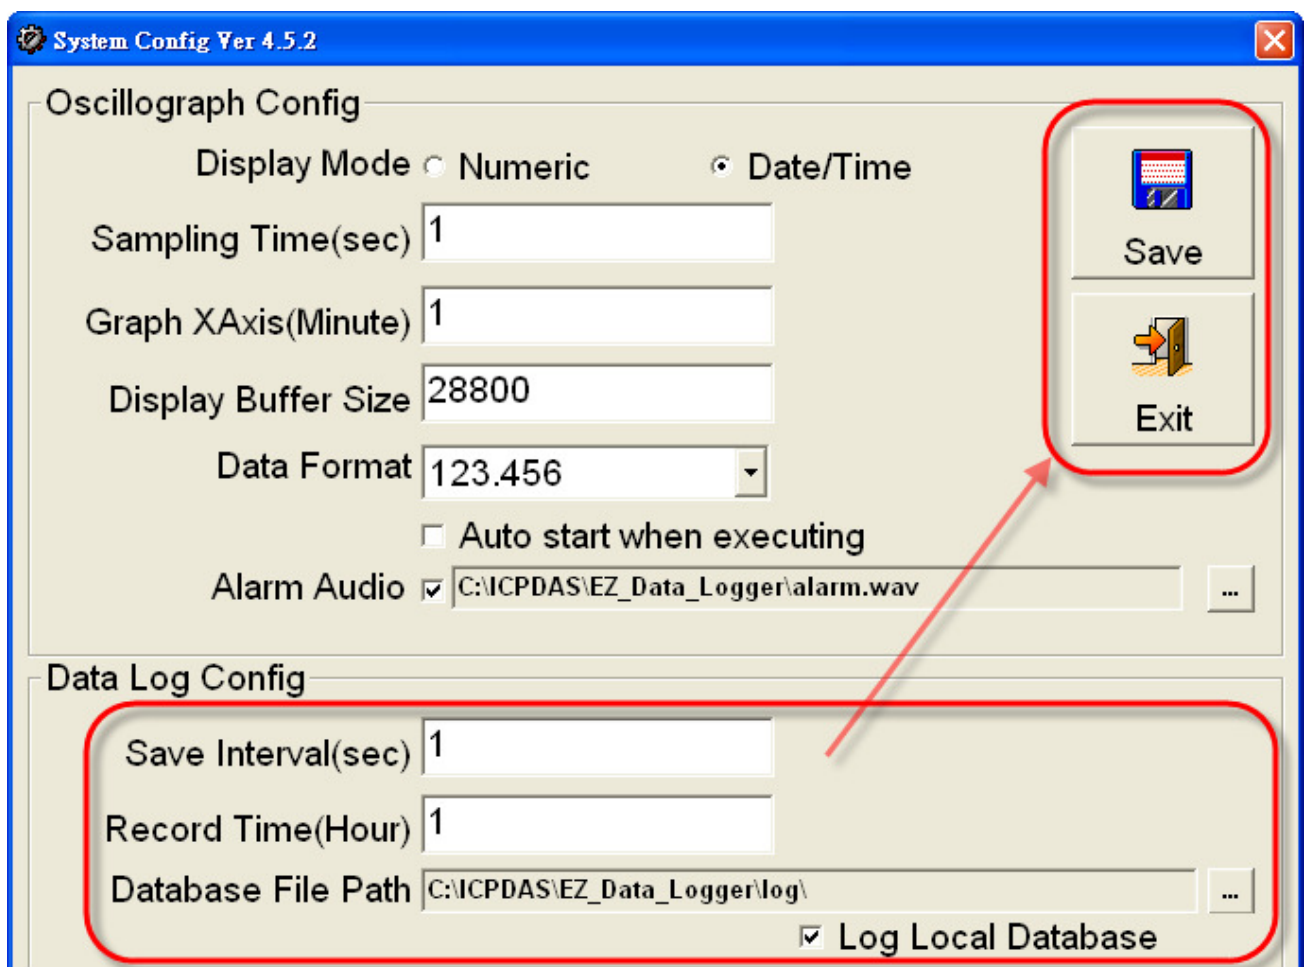 System Config Ver 4.5.2
Oscillograph Config
Display Mode Numeric Date/Time
Sampling Time(sec) 1
Save
Graph XAxis(Minute) 1
Display Buffer Size 28800
Exit
Data Format 123.456
Auto start when executing
Alarm Audio C:\ICPDAS\EZ_Data_Logger\alarm.wav ...
Data Log Config
Save Interval(sec) 1
Record Time(Hour) 1
Database File Path C:\ICPDAS\EZ_Data_Logger\log\ ...
Log Local Database